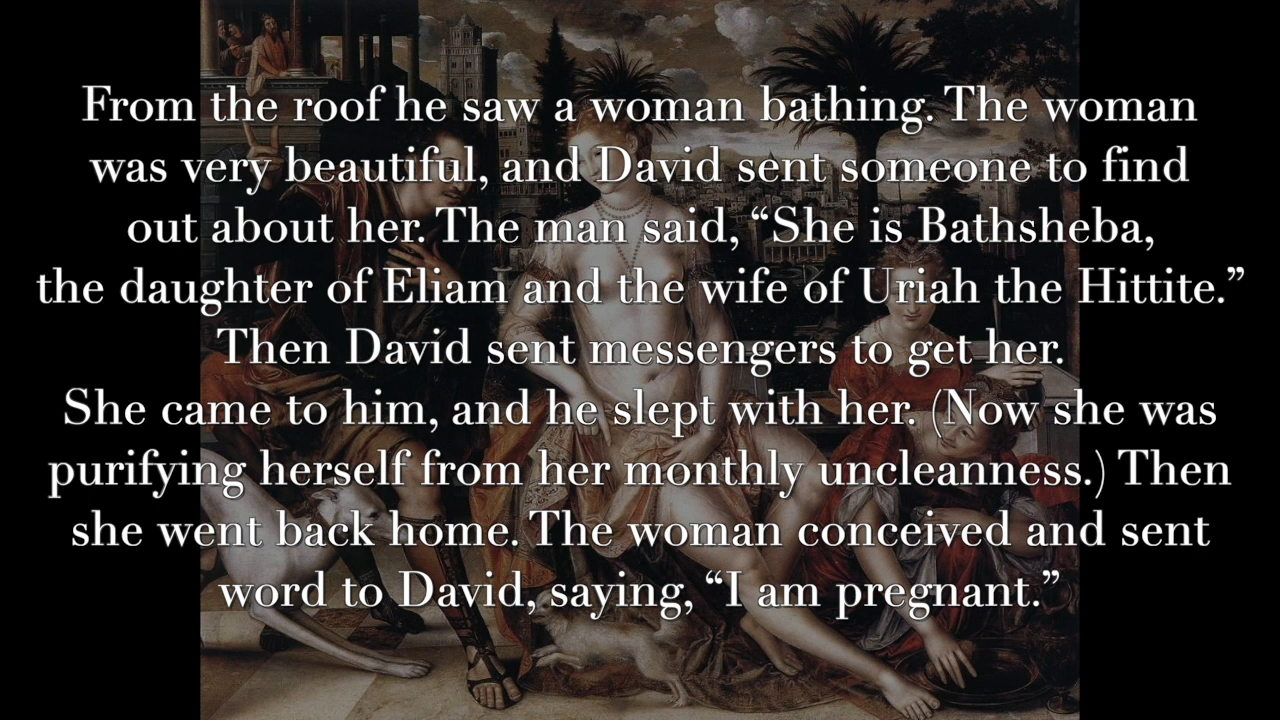 From the roof he saw a woman bathing. The woman
was very beautiful, and David sent someone to find
out about her. The man said, “She is Bathsheba,
the daughter of Eliam and the wife of Uriah the Hittite.”
Then David sent messengers to get her.
She came to him, and he slept with her. (Now she was
purifying herself from her monthly uncleanness.) Then
she went back home. The woman conceived and sent
word to David, saying, “I am pregnant.”